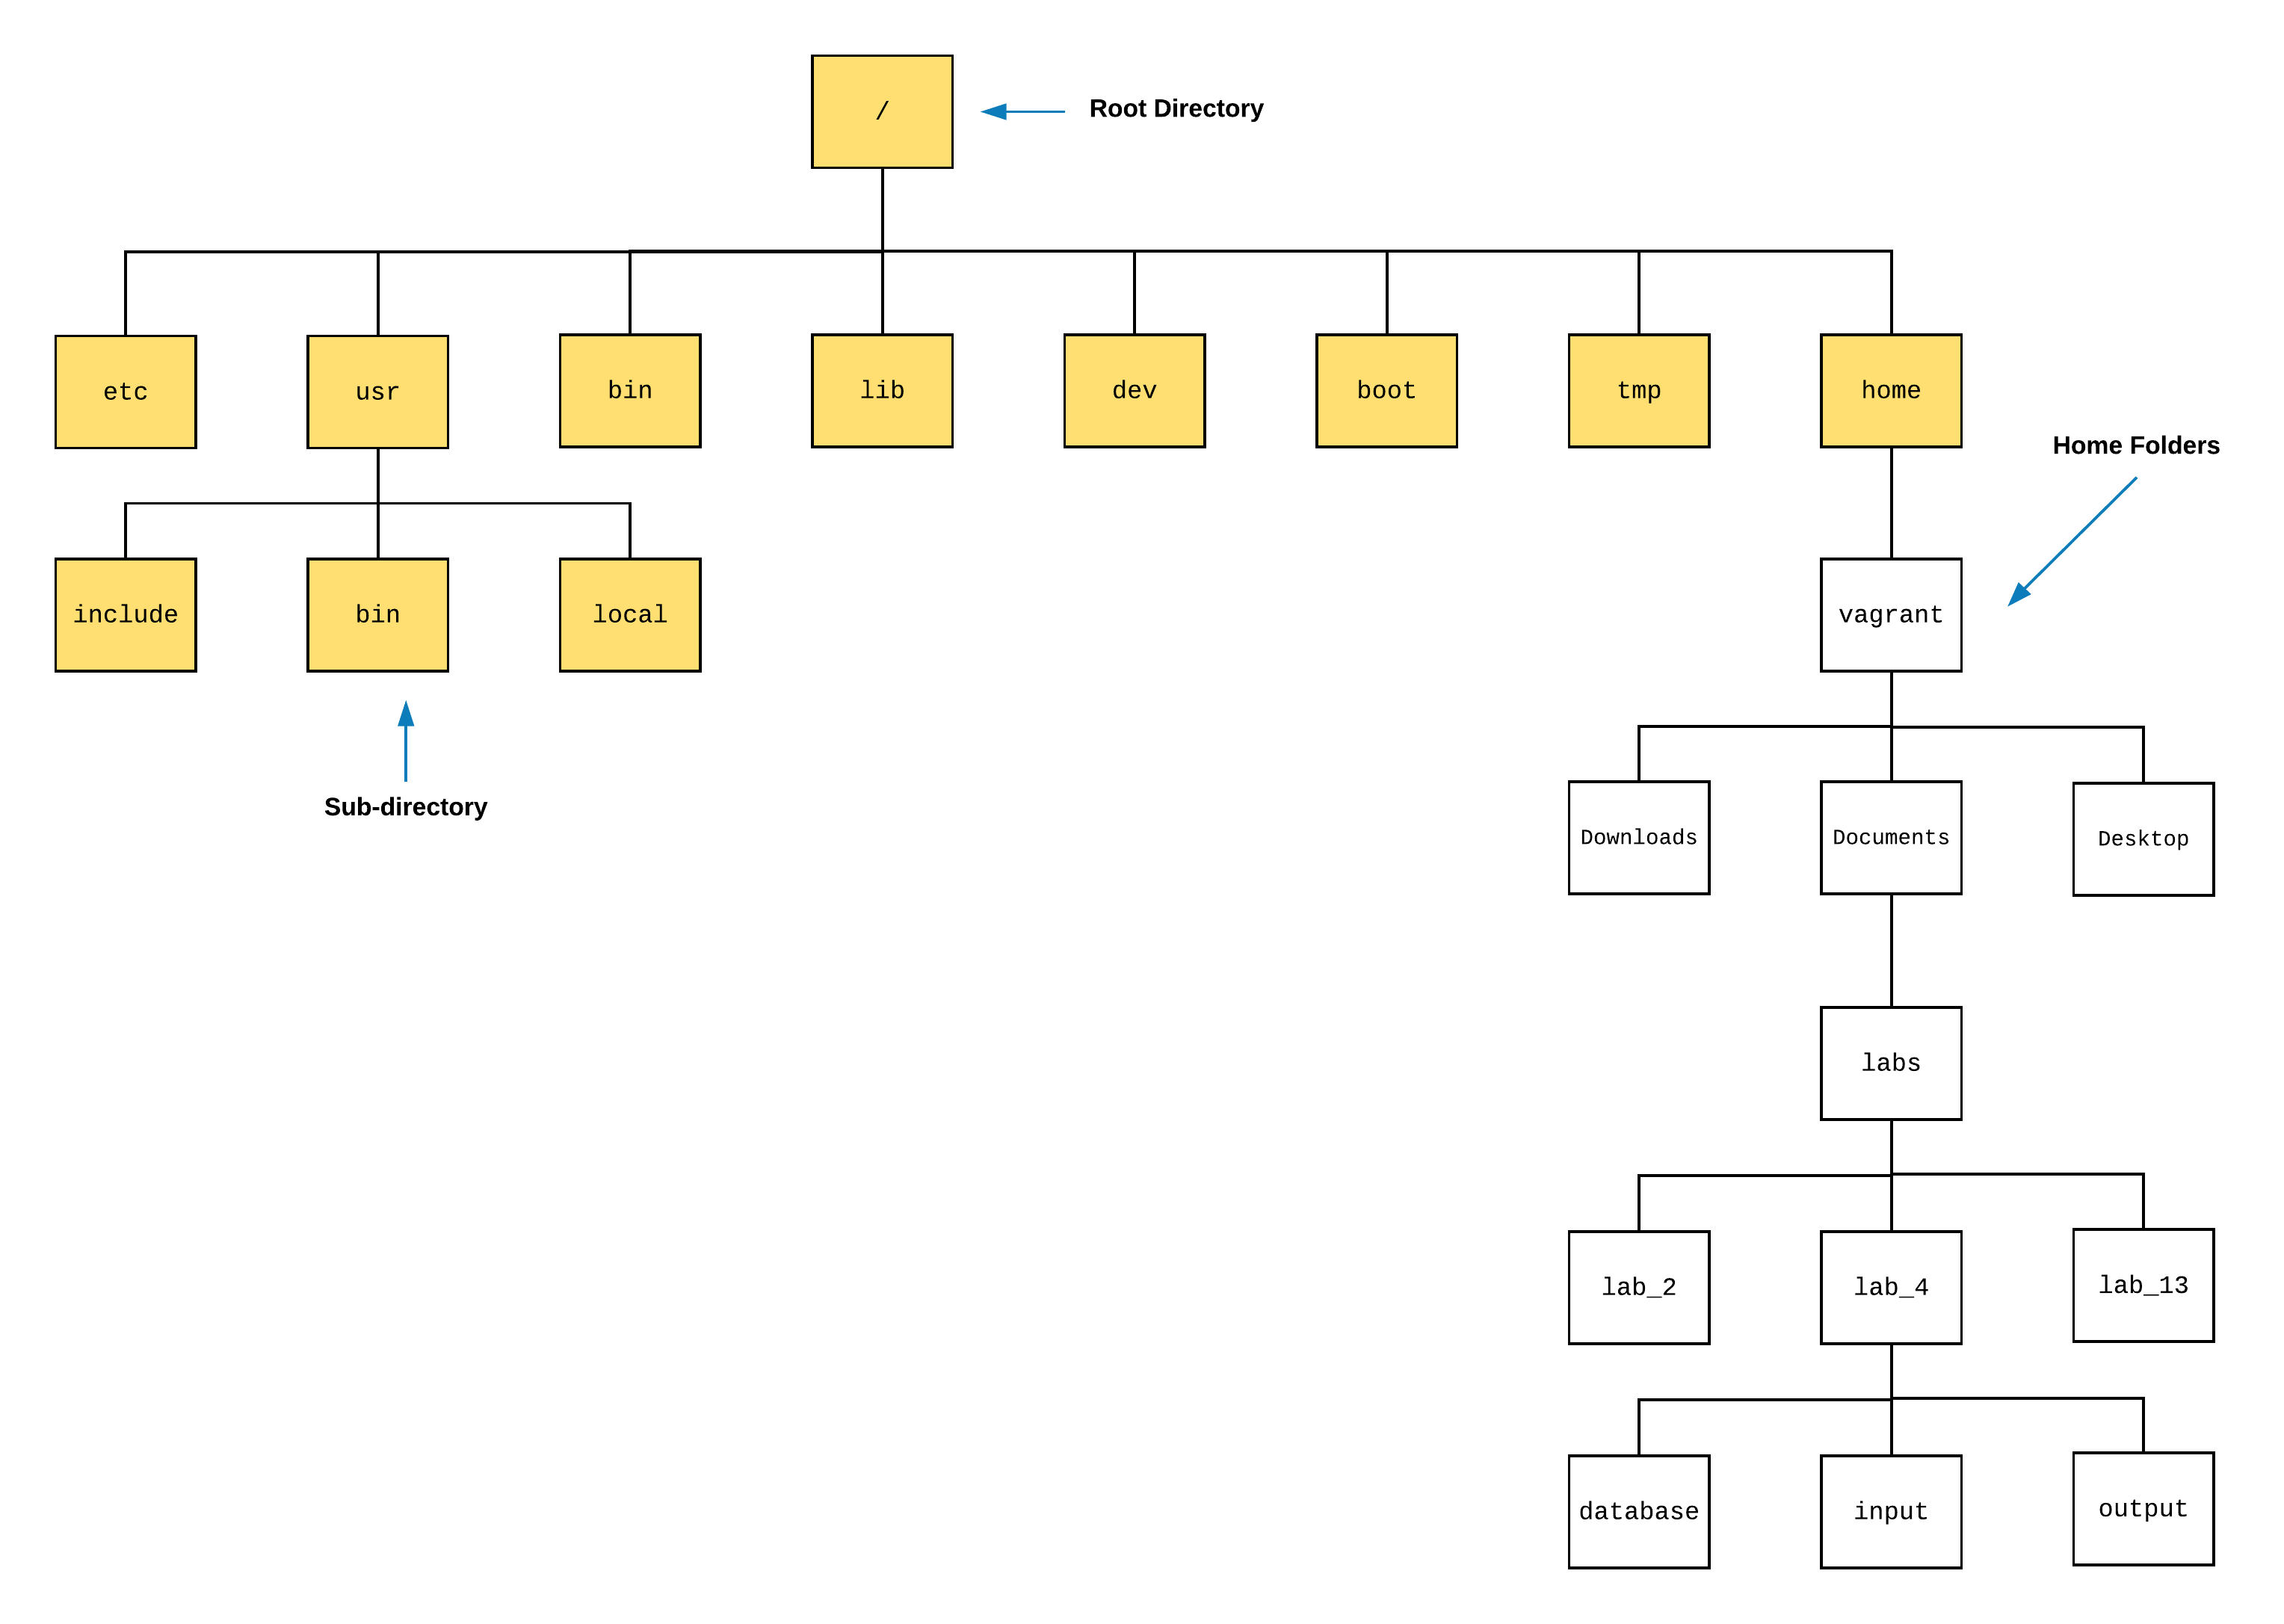 /
Root Directory
etc
usr
bin
lib
dev
boot
tmp
home
Home Folders
include
bin
local
vagrant
Sub-directory
Downloads
Documents
Desktop
labs
lab_2
lab_4
lab_13
database
input
output